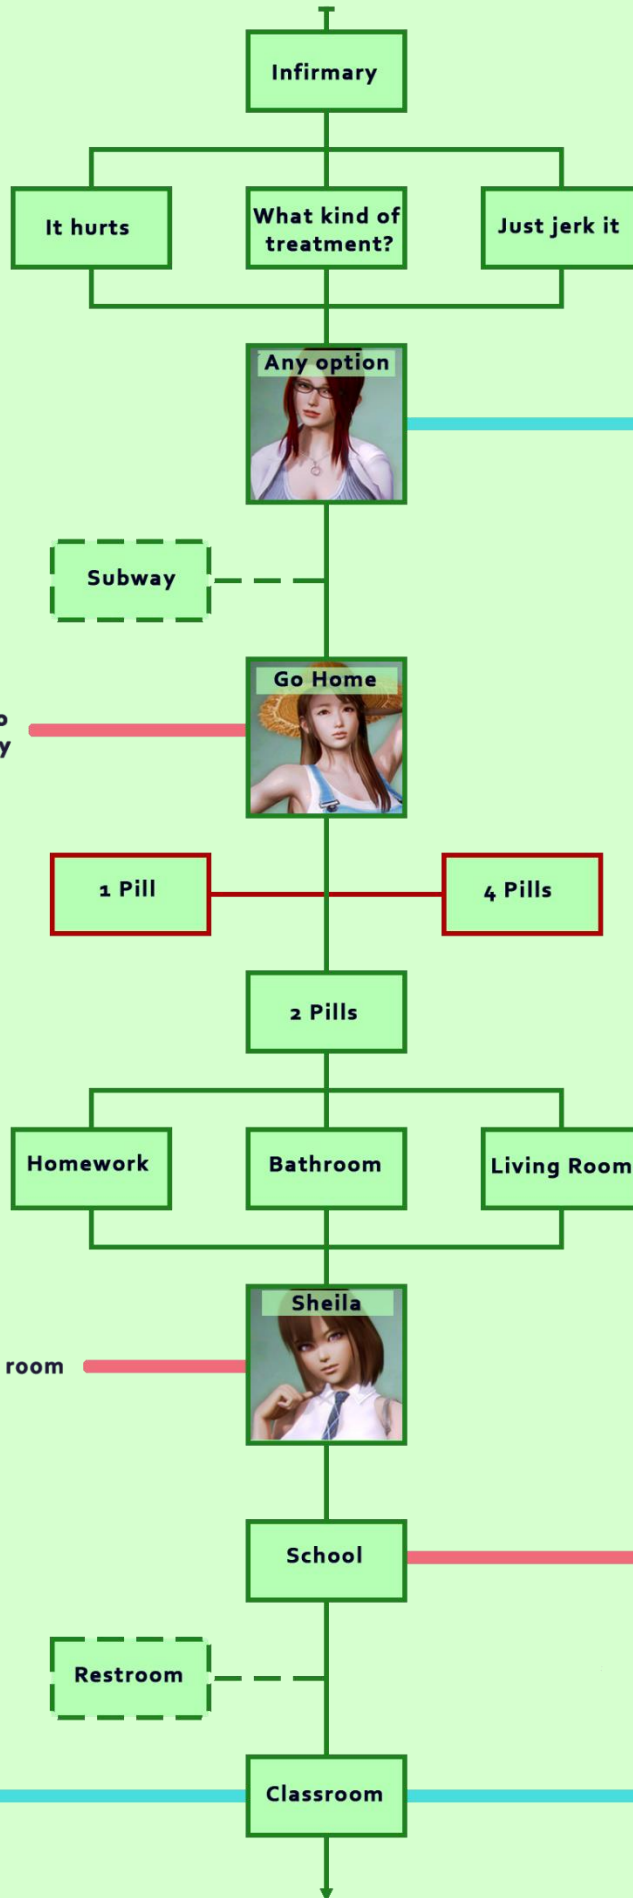 Infirmary
It hurts
What kind of
treatment?
Just jerk it
Any option
Subway
Go Home
o
y
1 Pill
4 Pills
2 Pills
Homework
Bathroom
Living Room
Sheila
room
School
Restroom
Classroom